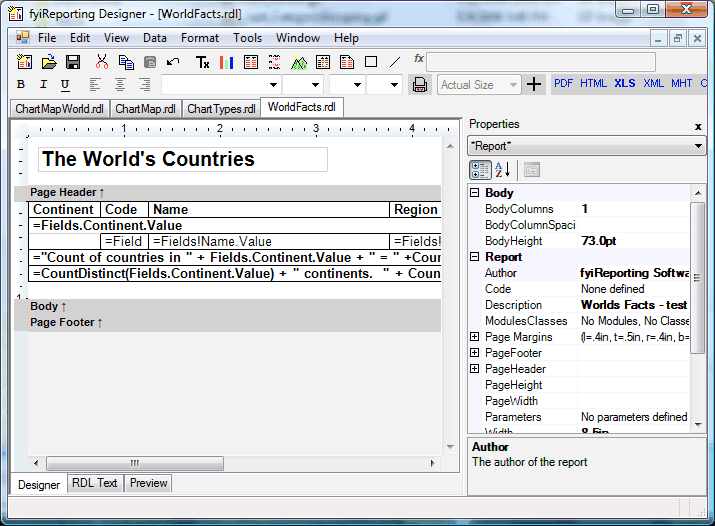 fyiReporting Designer - [WorldFacts.rdl]
File Edit View Data Format Tools Window Help
Tx fx
B I U Actual Size PDF HTML XLS XML MHT
ChartMapWorld.rdl ChartMap.rdl ChartTypes.rdl WorldFacts.rdl
1 2 3 4
The World's Countries
Page Header ↑
Continent Code Name Region
=Fields.Continent.Value
=Field =Fields!Name.Value =Fields!
="Count of countries in " + Fields.Continent.Value + " = " +Coun
=CountDistinct(Fields.Continent.Value) + " continents. " + Coun
1
Body ↑
Page Footer ↑
Designer RDL Text Preview
Properties x
*Report*
A Z
Body
BodyColumns 1
BodyColumnSpaci
BodyHeight 73.0pt
Report
Author fyiReporting Softwa
Code None defined
Description Worlds Facts - test
ModulesClasses No Modules, No Classe
Page Margins (l=.4in, t=.5in, r=.4in, b=
PageFooter
PageHeader
PageHeight
PageWidth
Parameters No parameters defined
Width 8.5in
Author
The author of the report